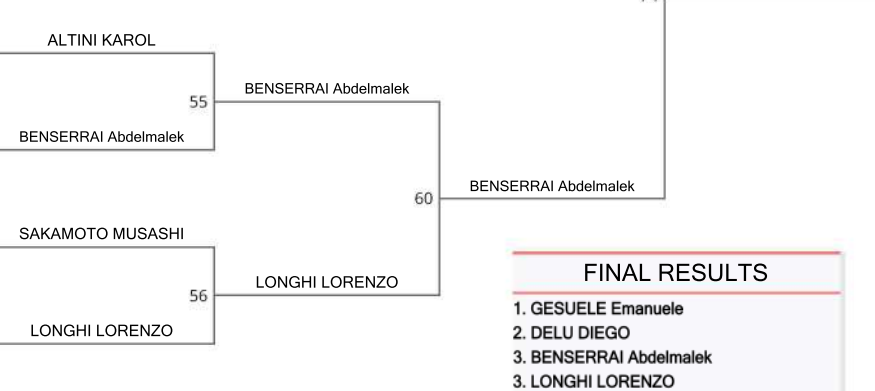 ALTINI KAROL
BENSERRAI Abdelmalek
55
BENSERRAI Abdelmalek
BENSERRAI Abdelmalek
60
SAKAMOTO MUSASHI
LONGHI LORENZO
56
LONGHI LORENZO
FINAL RESULTS
1. GESUELE Emanuele
2. DELU DIEGO
3. BENSERRAI Abdelmalek
3. LONGHI LORENZO